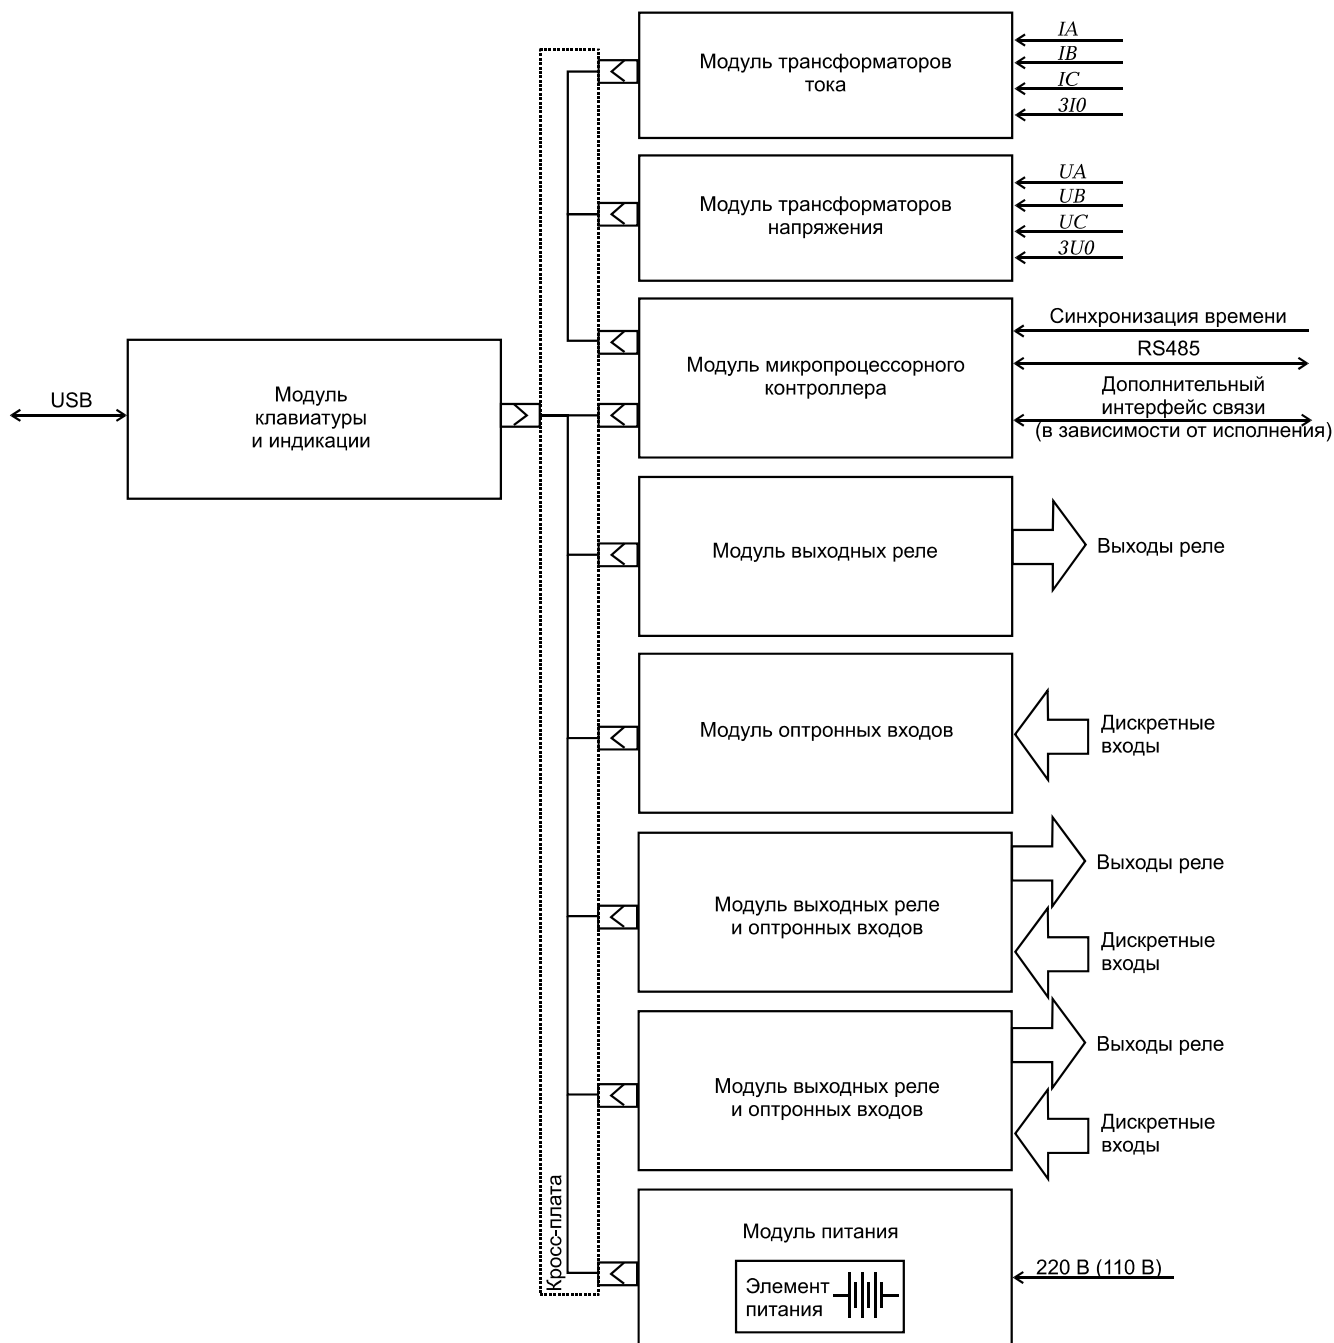 Модуль трансформаторов
тока
IA
IB
IC
3I0
Модуль трансформаторов
напряжения
UA
UB
UC
3U0
USB
Модуль
клавиатуры
и индикации
Модуль микропроцессорного
контроллера
Синхронизация времени
RS485
Дополнительный
интерфейс связи
(в зависимости от исполнения)
Модуль выходных реле
Выходы реле
Модуль оптронных входов
Дискретные
входы
Модуль выходных реле
и оптронных входов
Выходы реле
Дискретные
входы
Модуль выходных реле
и оптронных входов
Выходы реле
Дискретные
входы
Кросс-плата
Модуль питания
Элемент
питания
220 В (110 В)